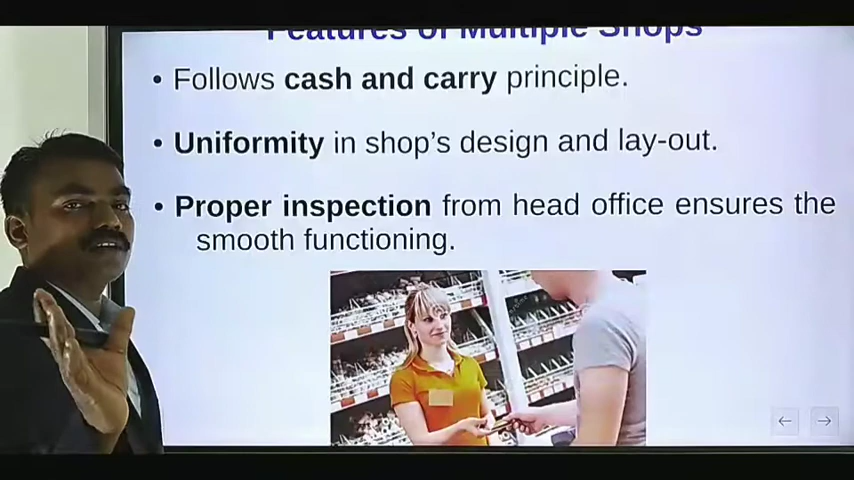 Features of Multiple Shops
• Follows cash and carry principle.
• Uniformity in shop's design and lay-out.
• Proper inspection from head office ensures the
smooth functioning.